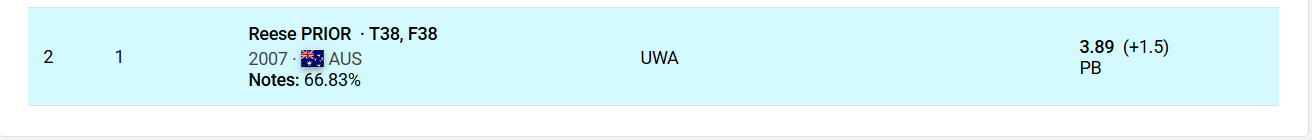 2 1 Reese PRIOR · T38, F38 UWA 3.89 (+1.5)
2007 · AUS PB
Notes: 66.83%